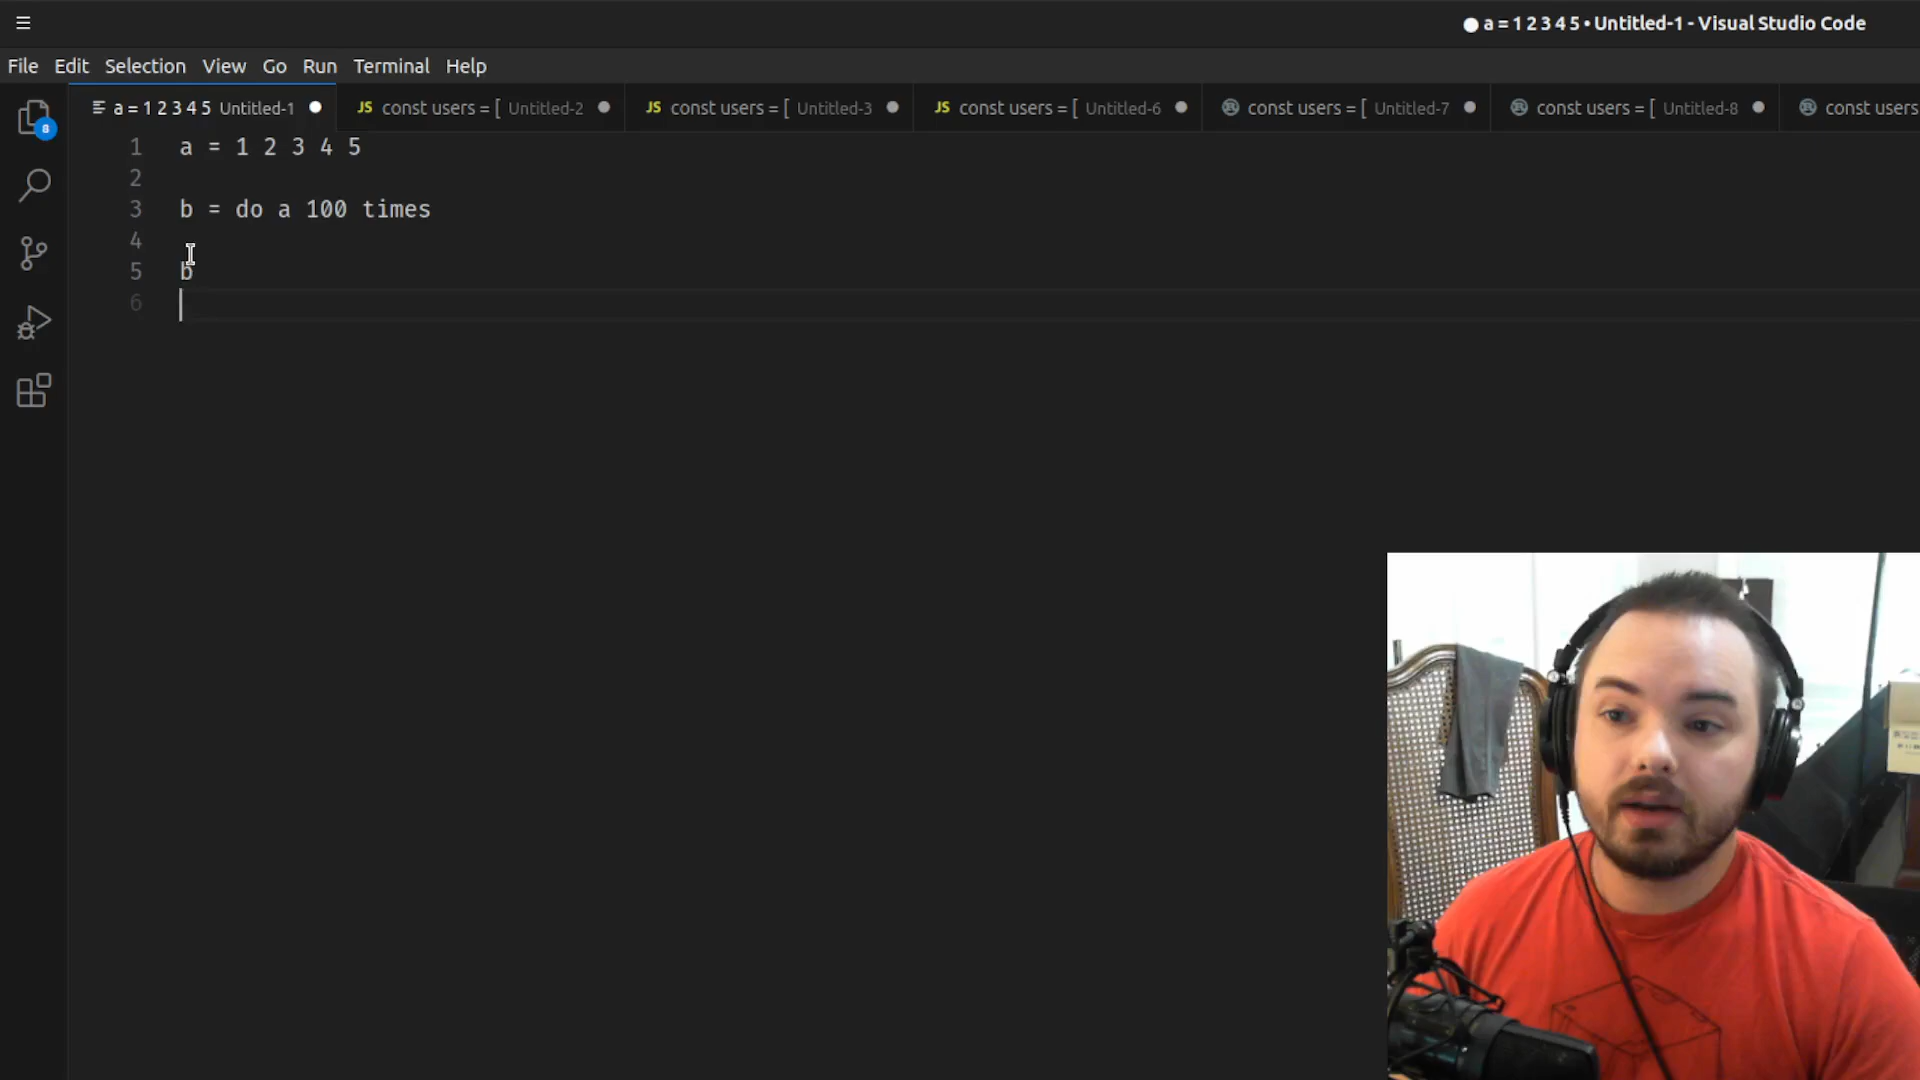 a = 1 2 3 4 5 • Untitled-1 - Visual Studio Code
File Edit Selection View Go Run Terminal Help
a = 1 2 3 4 5 Untitled-1
JS const users = [ Untitled-2
JS const users = [ Untitled-3
JS const users = [ Untitled-6
const users = [ Untitled-7
const users = [ Untitled-8
const users
8
1 a = 1 2 3 4 5
2
3 b = do a 100 times
4
5 b
6